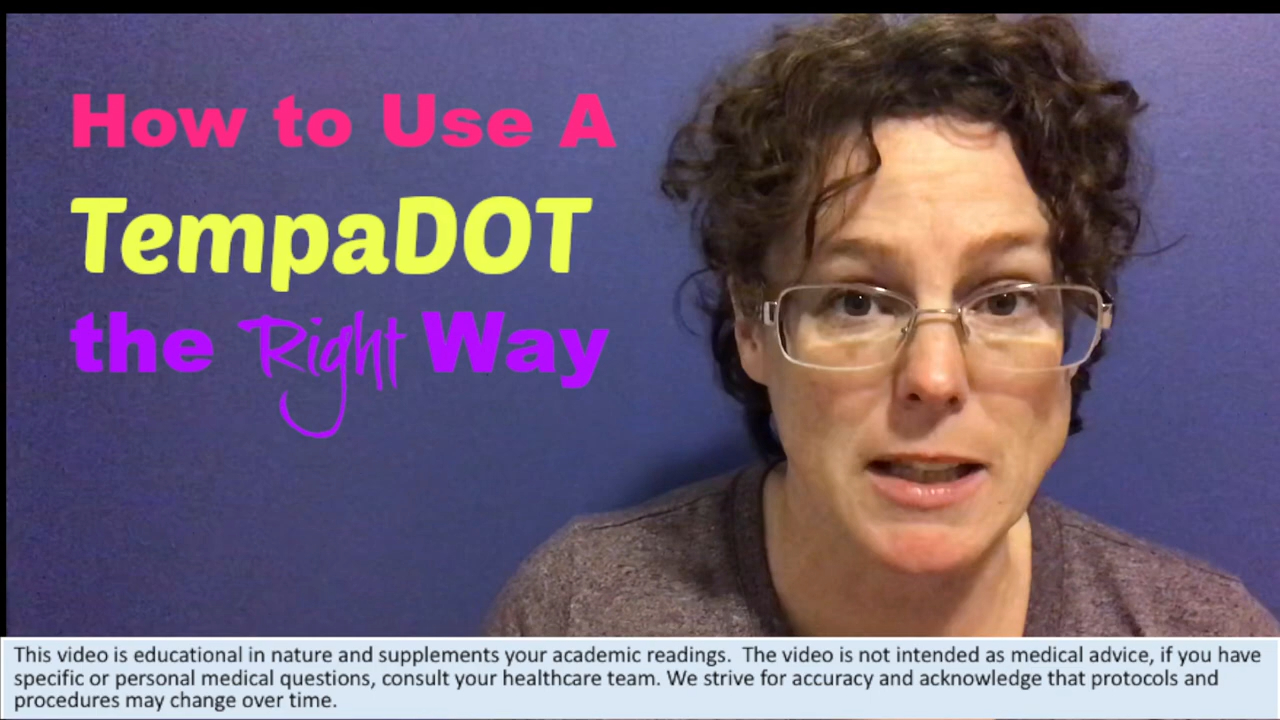 How to Use A
TempaDOT
the Right Way
This video is educational in nature and supplements your academic readings.  The video is not intended as medical advice, if you have
specific or personal medical questions, consult your healthcare team. We strive for accuracy and acknowledge that protocols and
procedures may change over time.